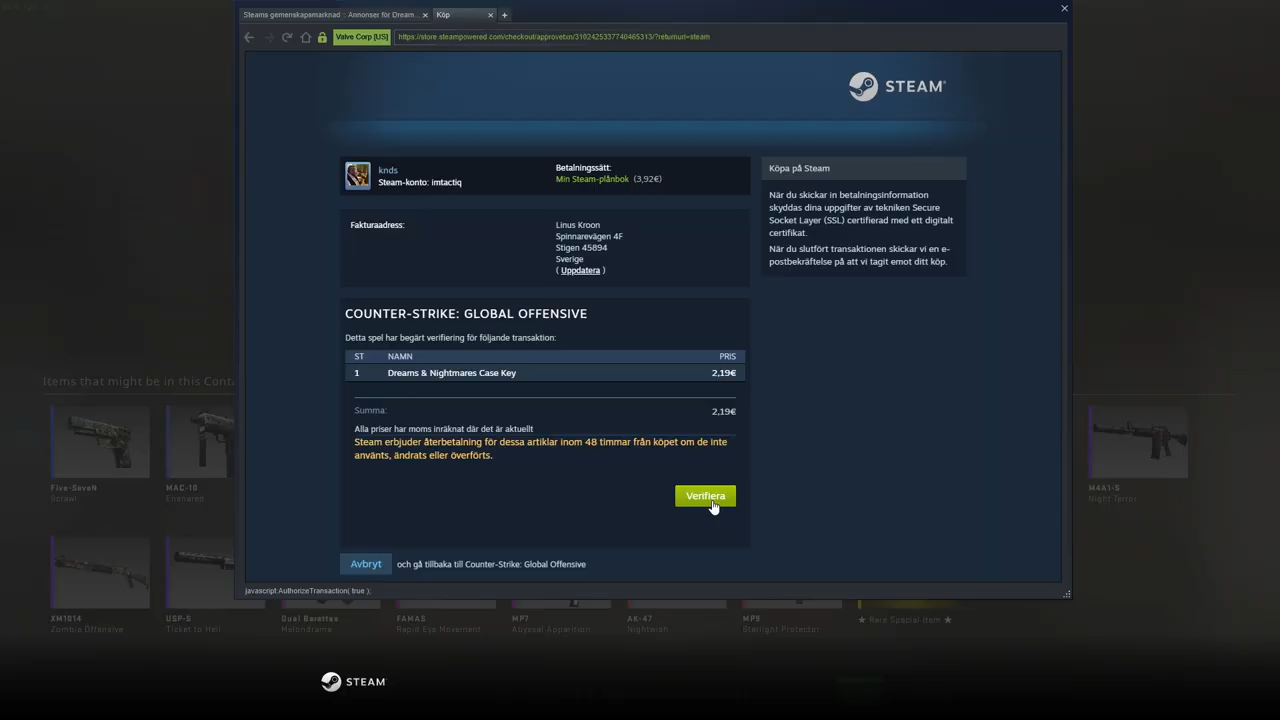 Steams gemenskapsmarknad :: Annonser för Dream...
Köp
Valve Corp [US]
https://store.steampowered.com/checkout/approvetxn/3102425337740465313/?returnurl=steam
STEAM
knds
Steam-konto: imtactiq
Betalningssätt:
Min Steam-plånbok (3,92€)
Köpa på Steam
När du skickar in betalningsinformation
skyddas dina uppgifter av tekniken Secure
Socket Layer (SSL) certifierad med ett digitalt
certifikat.
När du slutfört transaktionen skickar vi en e-
postbekräftelse på att vi tagit emot ditt köp.
Fakturaadress:
Linus Kroon
Spinnarevägen 4F
Stigen 45894
Sverige
( Uppdatera )
COUNTER-STRIKE: GLOBAL OFFENSIVE
Detta spel har begärt verifiering för följande transaktion:
ST NAMN PRIS
1 Dreams & Nightmares Case Key 2,19€
Summa: 2,19€
Alla priser har moms inräknat där det är aktuellt
Steam erbjuder återbetalning för dessa artiklar inom 48 timmar från köpet om de inte
använts, ändrats eller överförts.
Verifiera
Avbryt och gå tillbaka till Counter-Strike: Global Offensive
javascript:AuthorizeTransaction( true );
Items that might be in this Cont
Five-SeveN
Scrawl
MAC-10
Ensnared
M4A1-S
Night Terror
XM1014
Zombie Offensive
USP-S
Ticket to Hell
Dual Berettas
Melondrama
FAMAS
Rapid Eye Movement
MP7
Abyssal Apparition
AK-47
Nightwish
MP9
Starlight Protector
★ Rare Special Item ★
STEAM